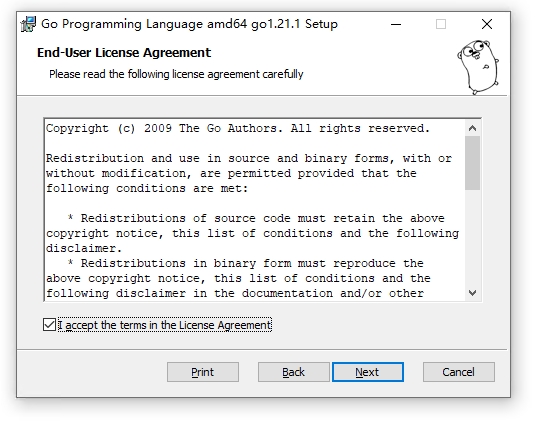 Go Programming Language amd64 go1.21.1 Setup
End-User License Agreement
Please read the following license agreement carefully
Copyright (c) 2009 The Go Authors. All rights reserved.
Redistribution and use in source and binary forms, with or
without modification, are permitted provided that the
following conditions are met:
* Redistributions of source code must retain the above
copyright notice, this list of conditions and the following
disclaimer.
* Redistributions in binary form must reproduce the
above copyright notice, this list of conditions and the
following disclaimer in the documentation and/or other
I accept the terms in the License Agreement
Print Back Next Cancel